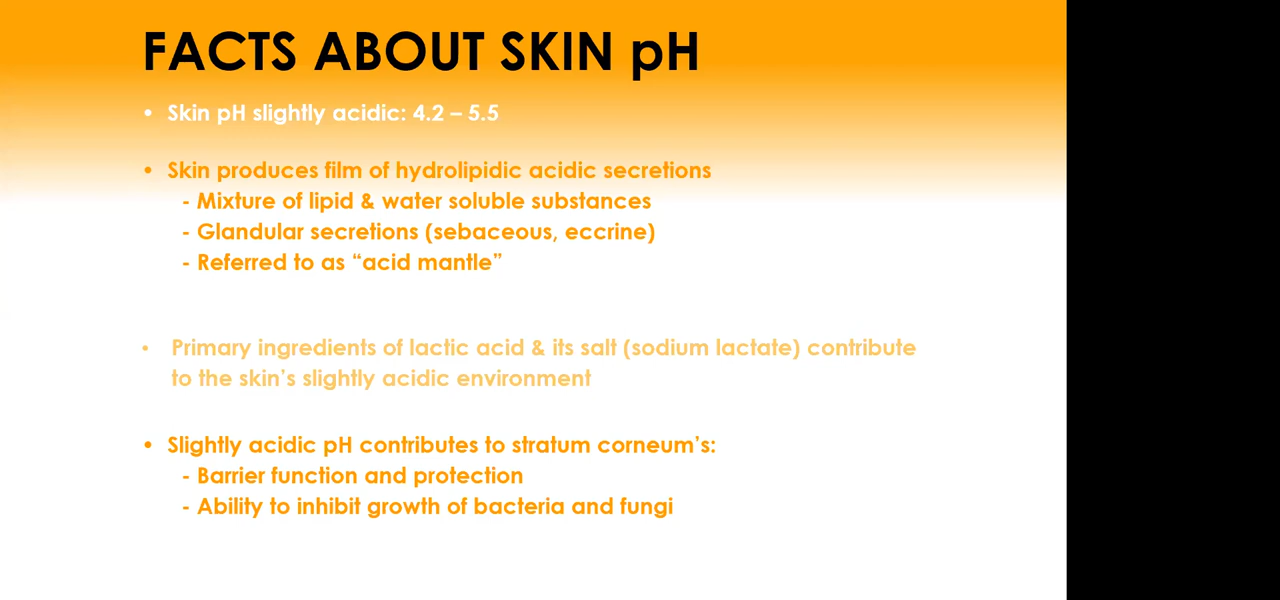 FACTS ABOUT SKIN pH
• Skin pH slightly acidic: 4.2 – 5.5
• Skin produces film of hydrolipidic acidic secretions
- Mixture of lipid & water soluble substances
- Glandular secretions (sebaceous, eccrine)
- Referred to as “acid mantle”
• Primary ingredients of lactic acid & its salt (sodium lactate) contribute
to the skin’s slightly acidic environment
• Slightly acidic pH contributes to stratum corneum’s:
- Barrier function and protection
- Ability to inhibit growth of bacteria and fungi